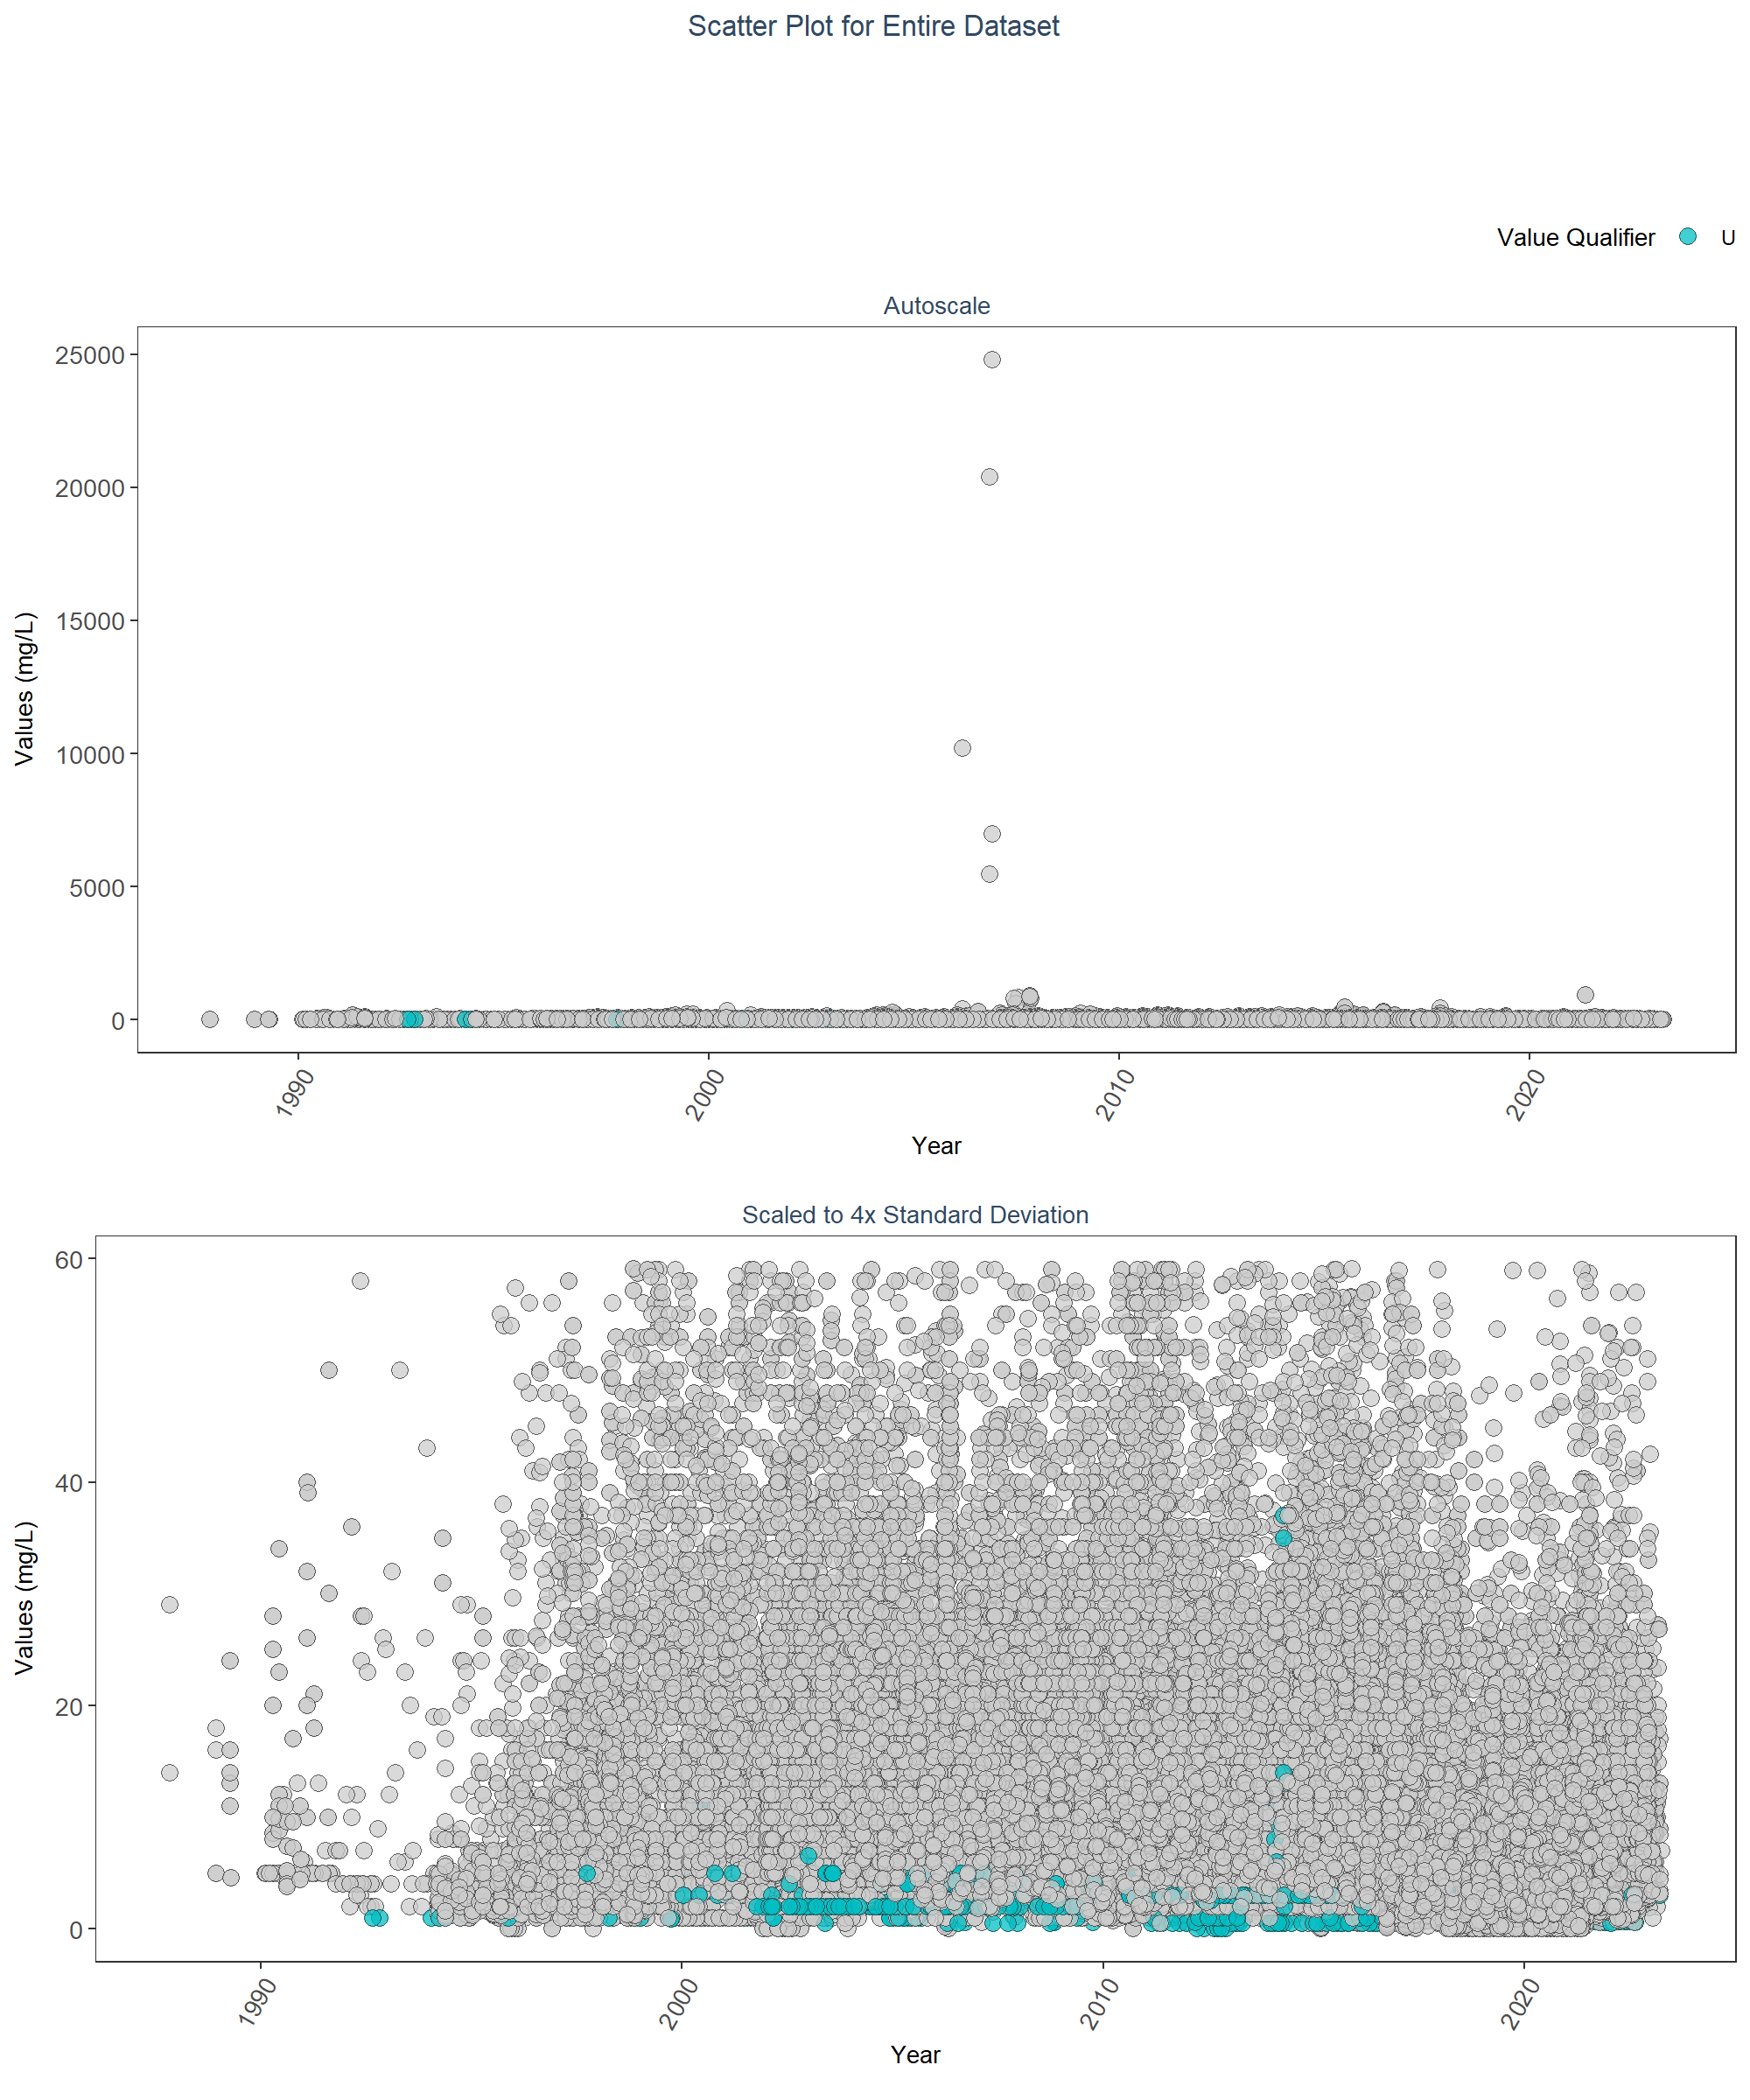 Scatter Plot for Entire Dataset
Value Qualifier U
Autoscale
25000
20000
15000
10000
5000
0
Values (mg/L)
1990 2000 2010 2020
Year
Scaled to 4x Standard Deviation
60
40
20
0
Values (mg/L)
1990 2000 2010 2020
Year